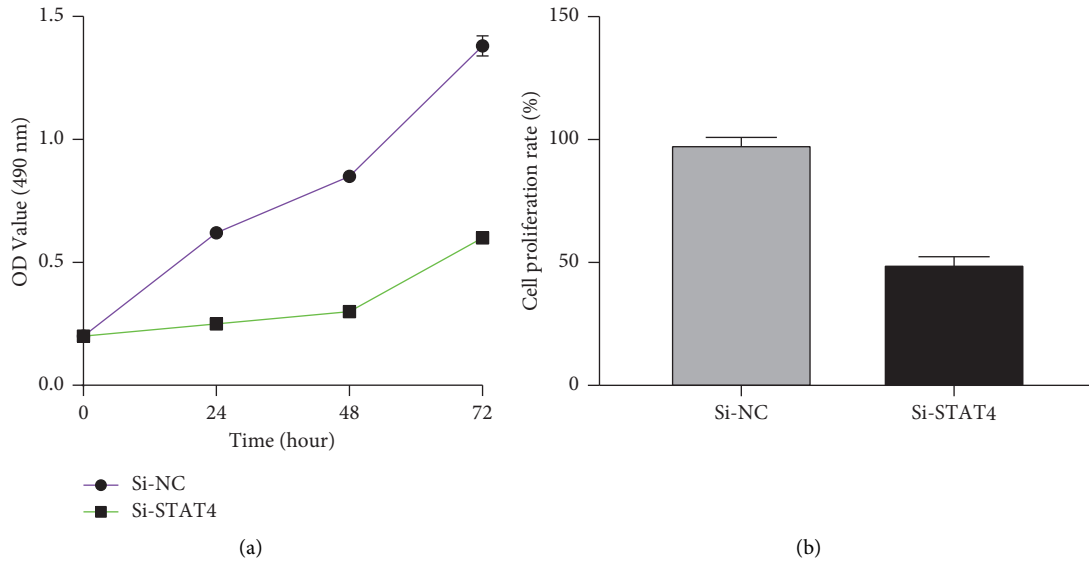 OD Value (490 nm)
1.5
1.0
0.5
0.0
0
24
48
72
Time (hour)
Si-NC
Si-STAT4
(a)
Cell proliferation rate (%)
150
100
50
0
Si-NC
Si-STAT4
(b)